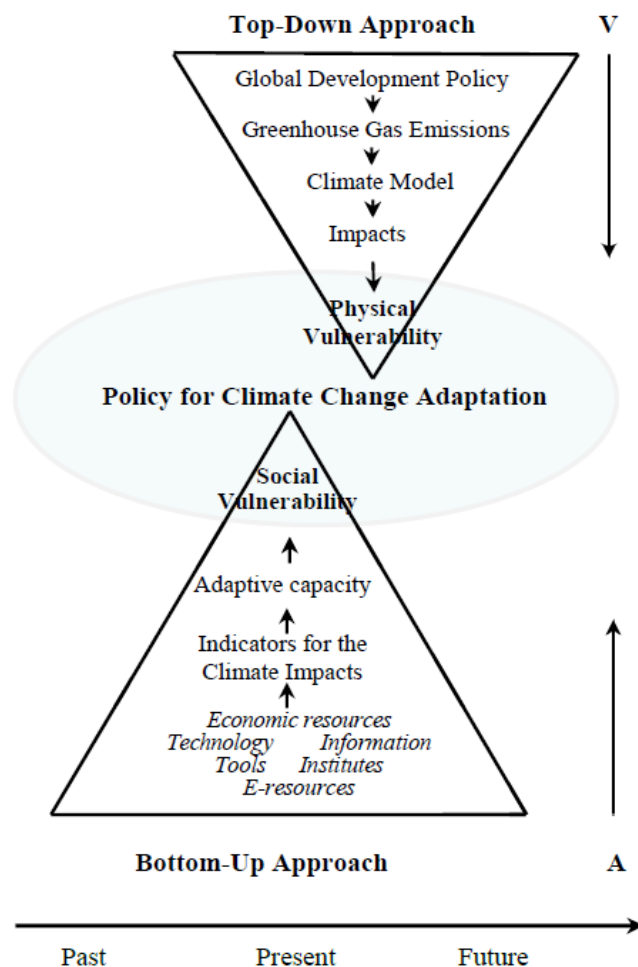 Top-Down Approach V
Global Development Policy
Greenhouse Gas Emissions
Climate Model
Impacts
Physical
Vulnerability
Policy for Climate Change Adaptation
Social
Vulnerability
Adaptive capacity
Indicators for the
Climate Impacts
Economic resources
Technology Information
Tools Institutes
E-resources
Bottom-Up Approach A
Past Present Future